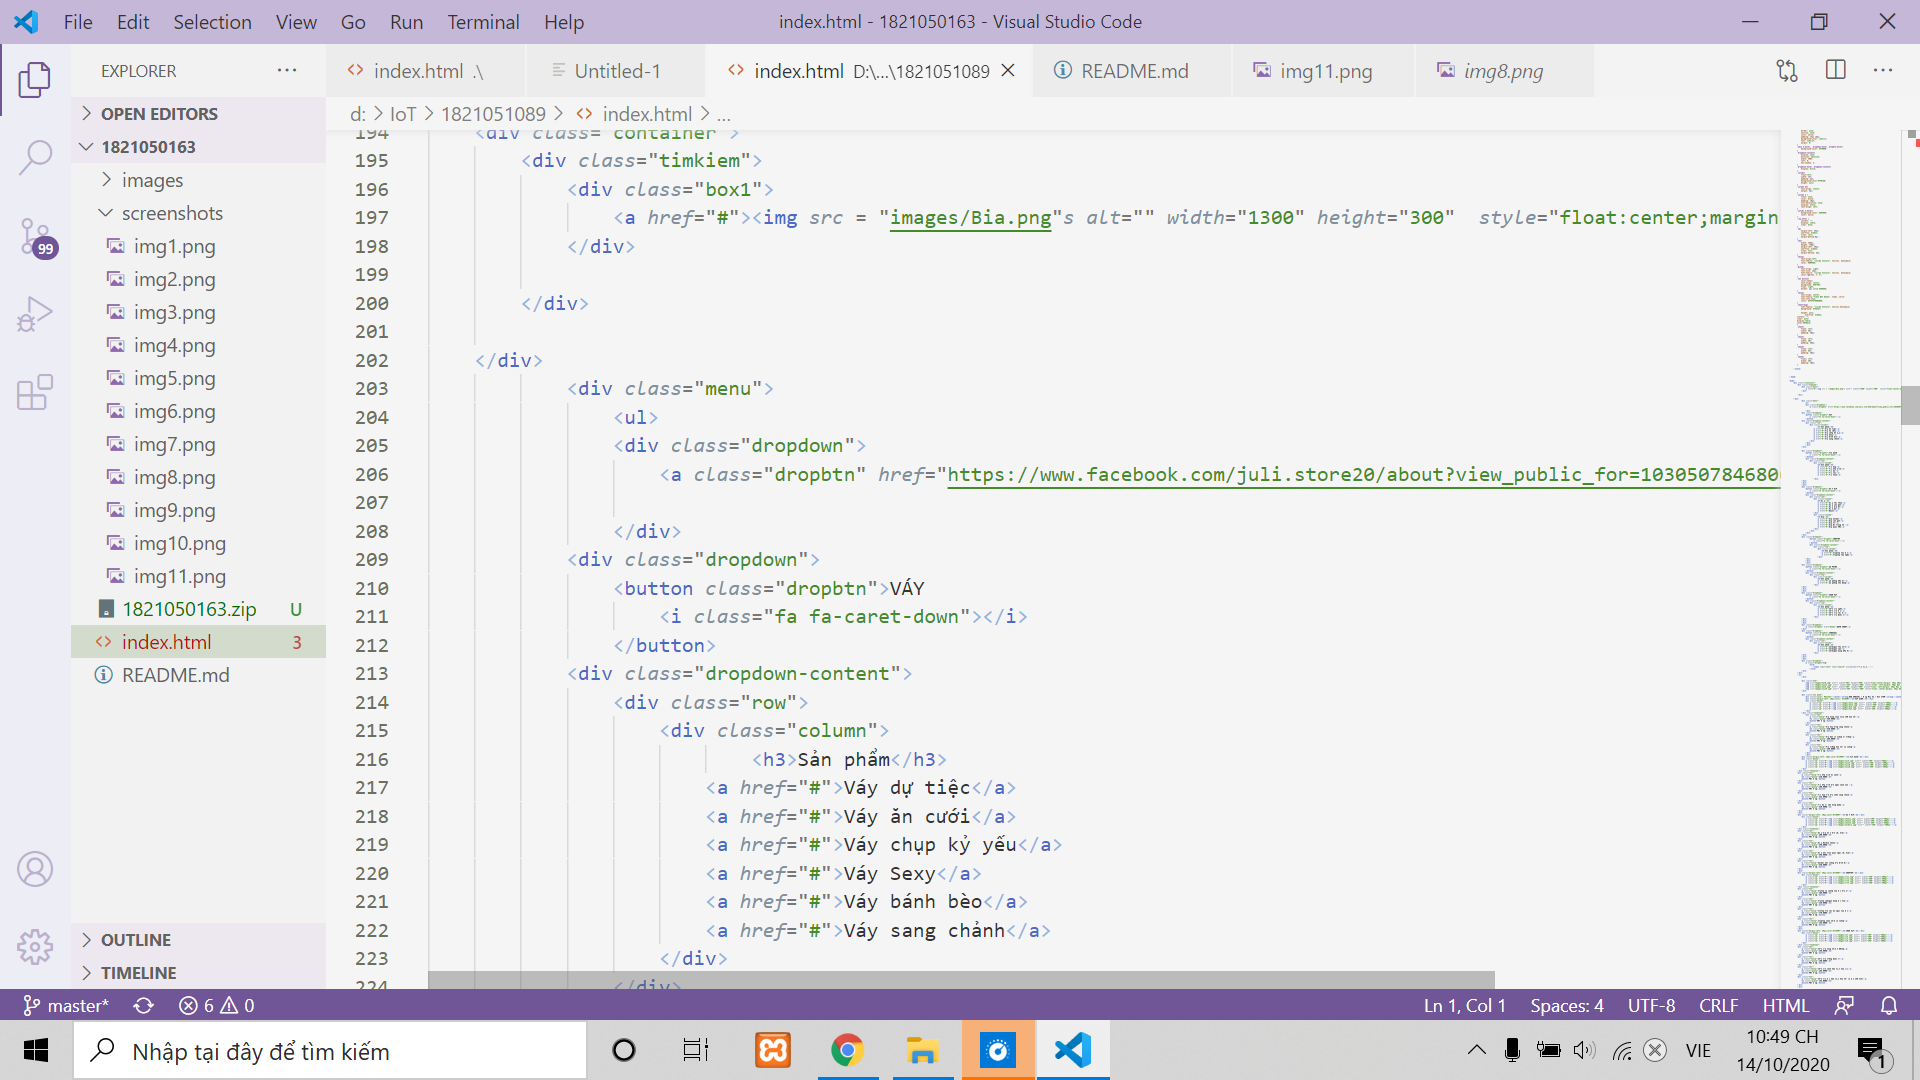 File Edit Selection View Go Run Terminal Help
index.html - 1821050163 - Visual Studio Code
EXPLORER
index.html .\
Untitled-1
index.html D:\...\1821051089
README.md
img11.png
img8.png
OPEN EDITORS
1821050163
images
screenshots
img1.png
img2.png
img3.png
img4.png
img5.png
img6.png
img7.png
img8.png
img9.png
img10.png
img11.png
1821050163.zip U
index.html 3
README.md
OUTLINE
TIMELINE
99
d: > IoT > 1821051089 > index.html > ...
194 <div class="container">
195 <div class="timkiem">
196 <div class="box1">
197 <a href="#"><img src = "images/Bia.png"s alt="" width="1300" height="300"  style="float:center;margin
198 </div>
199
200 </div>
201
202 </div>
203 <div class="menu">
204 <ul>
205 <div class="dropdown">
206 <a class="dropbtn" href="https://www.facebook.com/juli.store20/about?view_public_for=103050784680
207
208 </div>
209 <div class="dropdown">
210 <button class="dropbtn">VÁY
211 <i class="fa fa-caret-down"></i>
212 </button>
213 <div class="dropdown-content">
214 <div class="row">
215 <div class="column">
216 <h3>Sản phẩm</h3>
217 <a href="#">Váy dự tiệc</a>
218 <a href="#">Váy ăn cưới</a>
219 <a href="#">Váy chụp kỷ yếu</a>
220 <a href="#">Váy Sexy</a>
221 <a href="#">Váy bánh bèo</a>
222 <a href="#">Váy sang chảnh</a>
223 </div>
224 </div>
master* 6 0
Ln 1, Col 1 Spaces: 4 UTF-8 CRLF HTML
Nhập tại đây để tìm kiếm
VIE
10:49 CH
14/10/2020
1